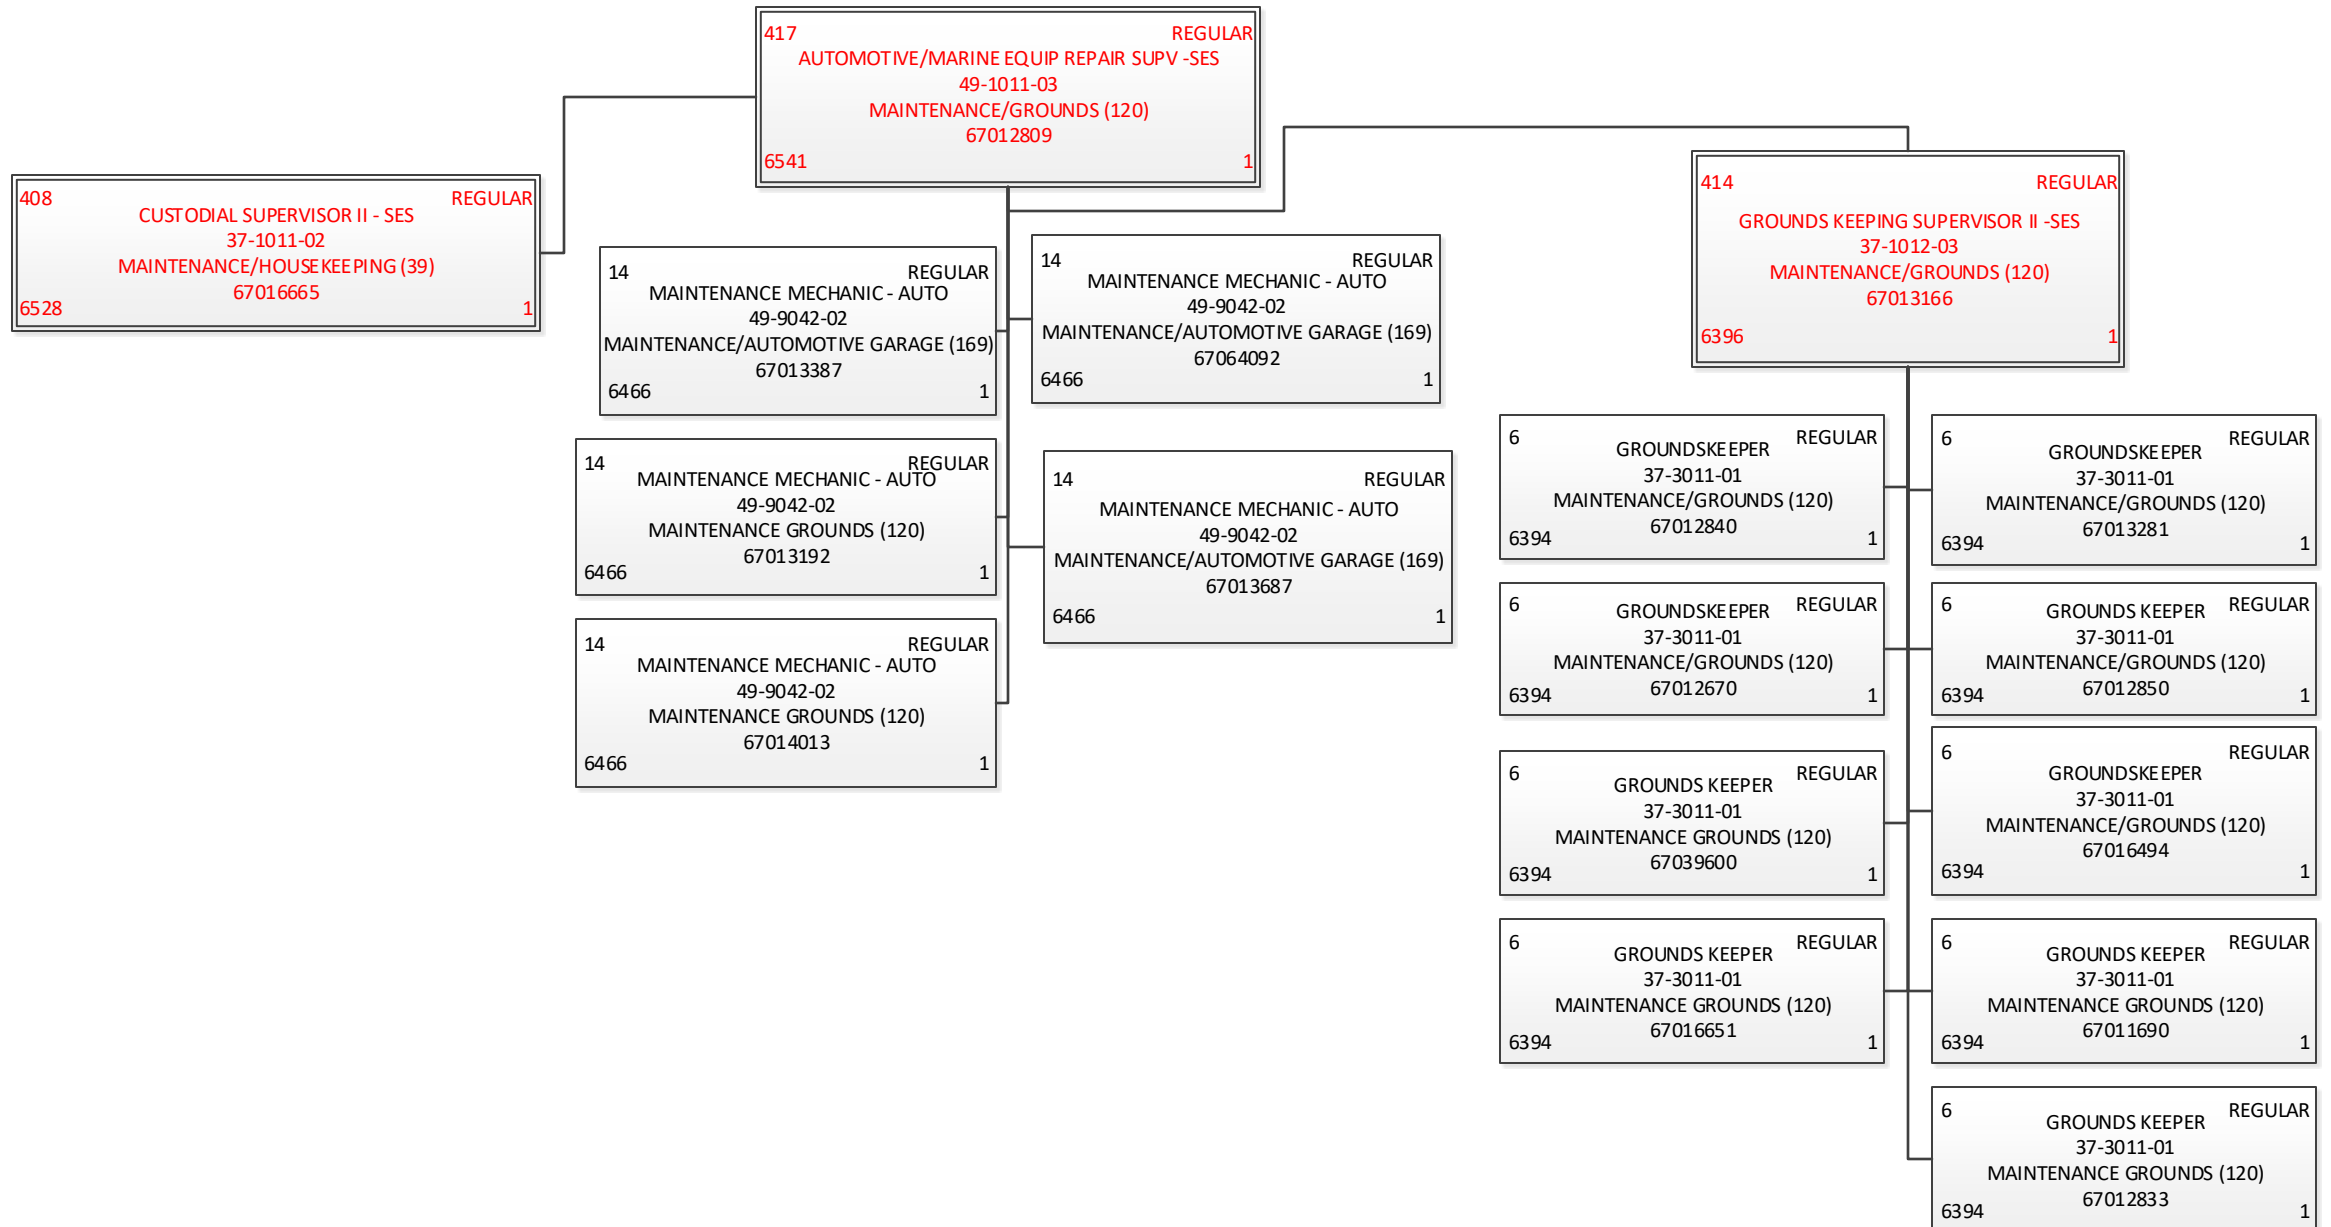 417 REGULAR
AUTOMOTIVE/MARINE EQUIP REPAIR SUPV -SES
49-1011-03
MAINTENANCE/GROUNDS (120)
67012809
6541 1
408 REGULAR
CUSTODIAL SUPERVISOR II - SES
37-1011-02
MAINTENANCE/HOUSEKEEPING (39)
67016665
6528 1
414 REGULAR
GROUNDS KEEPING SUPERVISOR II -SES
37-1012-03
MAINTENANCE/GROUNDS (120)
67013166
6396 1
14 REGULAR
MAINTENANCE MECHANIC - AUTO
49-9042-02
MAINTENANCE/AUTOMOTIVE GARAGE (169)
67013387
6466 1
14 REGULAR
MAINTENANCE MECHANIC - AUTO
49-9042-02
MAINTENANCE/AUTOMOTIVE GARAGE (169)
67064092
6466 1
14 REGULAR
MAINTENANCE MECHANIC - AUTO
49-9042-02
MAINTENANCE GROUNDS (120)
67013192
6466 1
14 REGULAR
MAINTENANCE MECHANIC - AUTO
49-9042-02
MAINTENANCE/AUTOMOTIVE GARAGE (169)
67013687
6466 1
14 REGULAR
MAINTENANCE MECHANIC - AUTO
49-9042-02
MAINTENANCE GROUNDS (120)
67014013
6466 1
6 REGULAR
GROUNDSKEEPER
37-3011-01
MAINTENANCE/GROUNDS (120)
67012840
6394 1
6 REGULAR
GROUNDSKEEPER
37-3011-01
MAINTENANCE/GROUNDS (120)
67013281
6394 1
6 REGULAR
GROUNDSKEEPER
37-3011-01
MAINTENANCE/GROUNDS (120)
67012670
6394 1
6 REGULAR
GROUNDS KEEPER
37-3011-01
MAINTENANCE/GROUNDS (120)
67012850
6394 1
6 REGULAR
GROUNDS KEEPER
37-3011-01
MAINTENANCE GROUNDS (120)
67039600
6394 1
6 REGULAR
GROUNDSKEEPER
37-3011-01
MAINTENANCE/GROUNDS (120)
67016494
6394 1
6 REGULAR
GROUNDS KEEPER
37-3011-01
MAINTENANCE GROUNDS (120)
67016651
6394 1
6 REGULAR
GROUNDS KEEPER
37-3011-01
MAINTENANCE GROUNDS (120)
67011690
6394 1
6 REGULAR
GROUNDS KEEPER
37-3011-01
MAINTENANCE GROUNDS (120)
67012833
6394 1